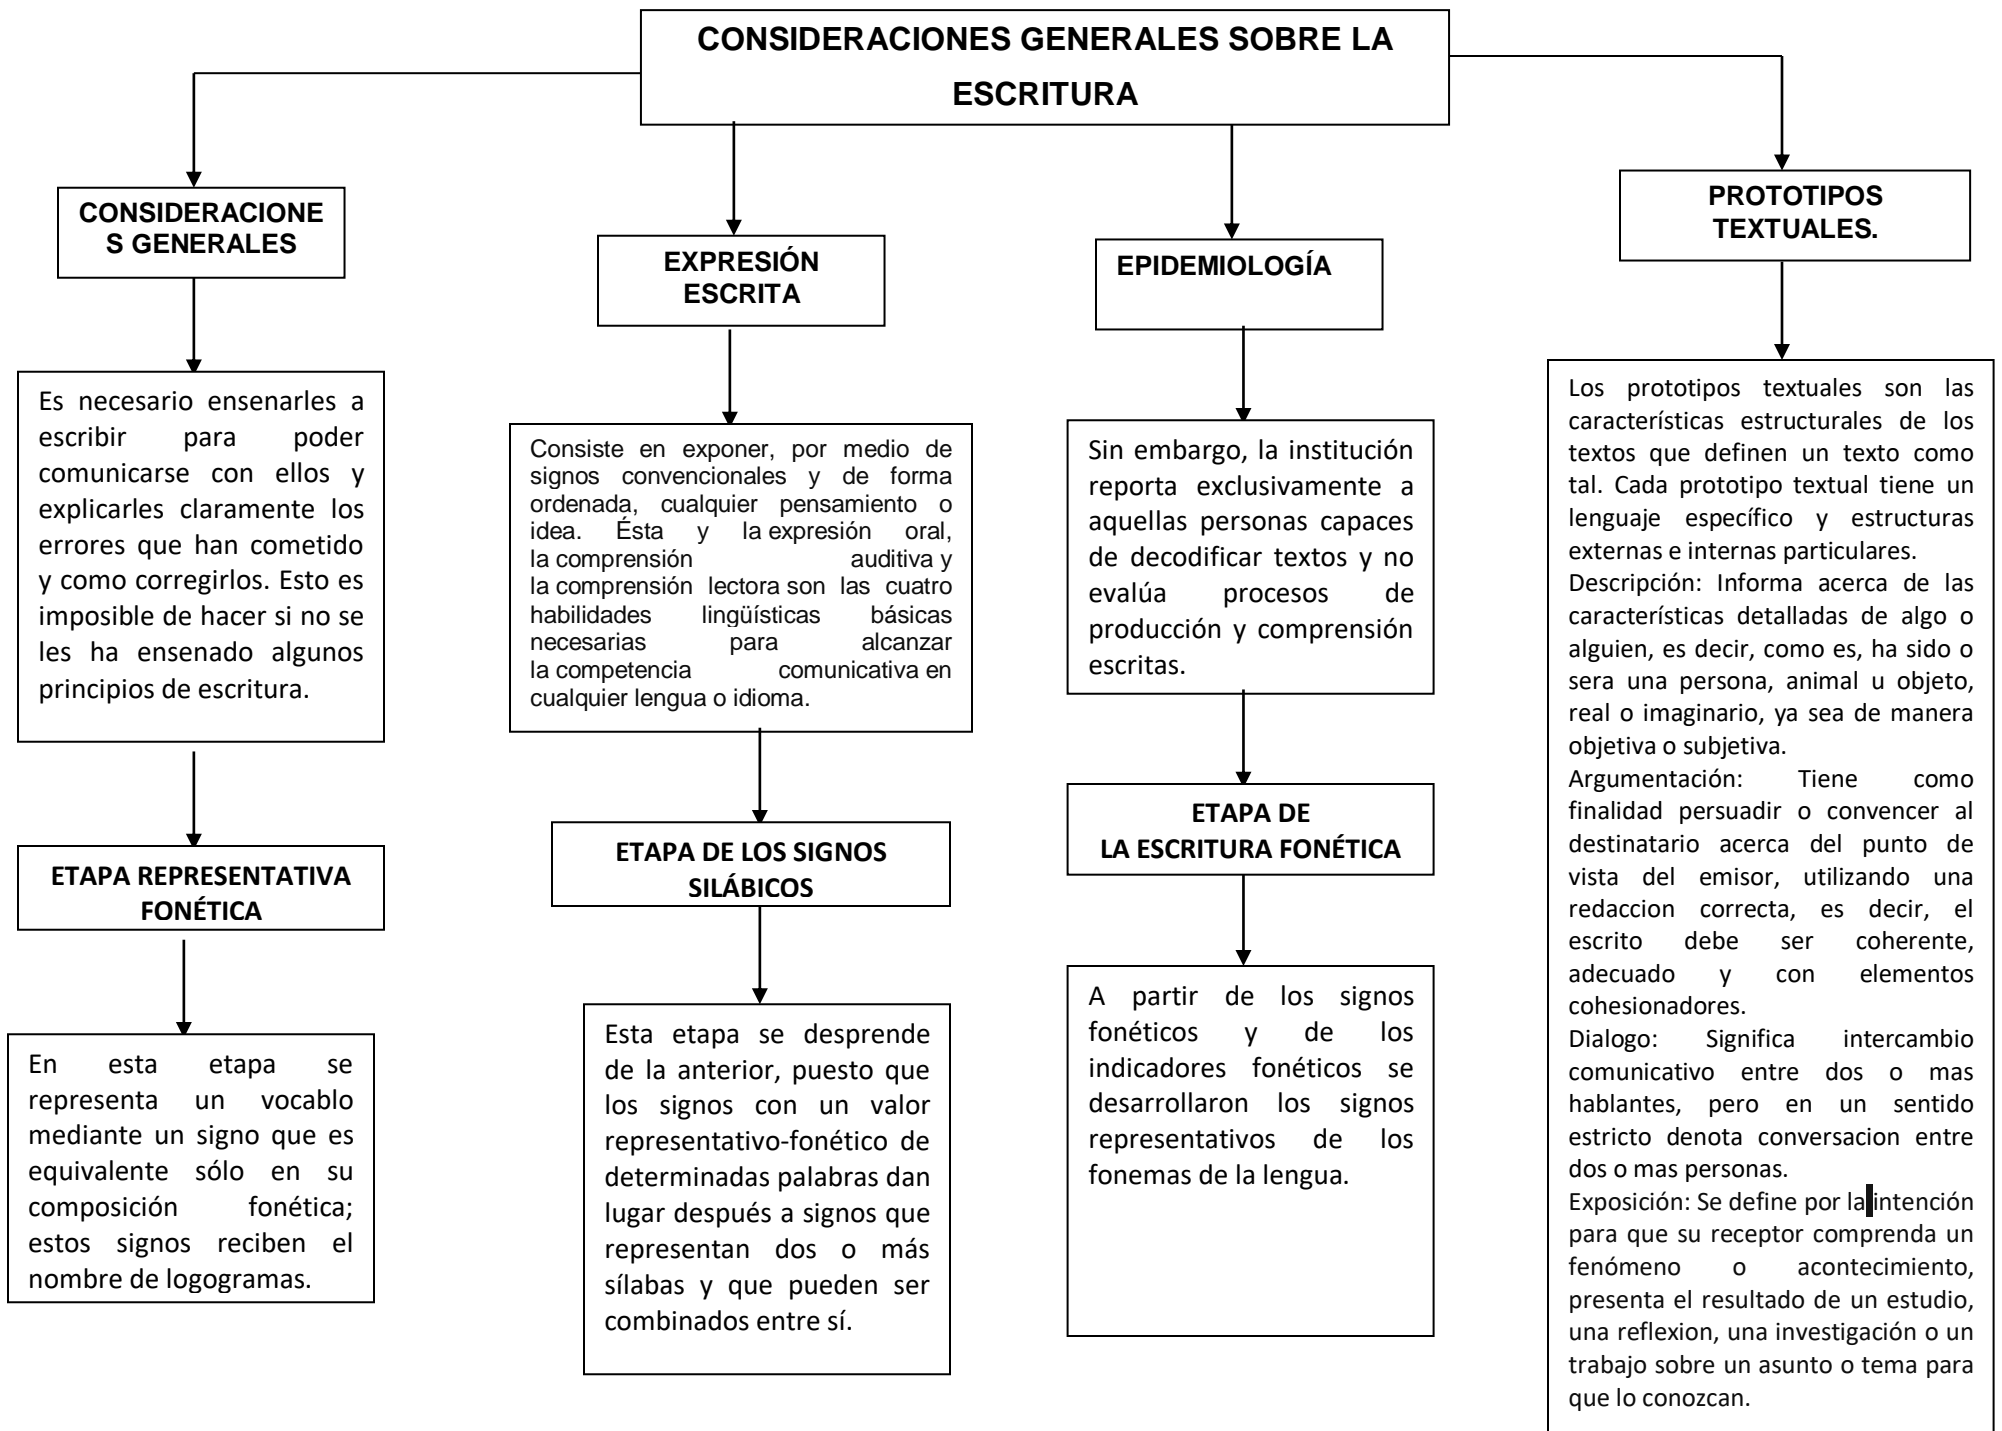 CONSIDERACIONES GENERALES SOBRE LA
ESCRITURA
CONSIDERACIONE
S GENERALES
Es necesario ensenarles a
escribir para poder
comunicarse con ellos y
explicarles claramente los
errores que han cometido
y como corregirlos. Esto es
imposible de hacer si no se
les ha ensenado algunos
principios de escritura.
ETAPA REPRESENTATIVA
FONÉTICA
En esta etapa se
representa un vocablo
mediante un signo que es
equivalente sólo en su
composición fonética;
estos signos reciben el
nombre de logogramas.
EXPRESIÓN
ESCRITA
Consiste en exponer, por medio de
signos convencionales y de forma
ordenada, cualquier pensamiento o
idea. Ésta y la expresión oral,
la comprensión auditiva y
la comprensión lectora son las cuatro
habilidades lingüísticas básicas
necesarias para alcanzar
la competencia comunicativa en
cualquier lengua o idioma.
ETAPA DE LOS SIGNOS
SILÁBICOS
Esta etapa se desprende
de la anterior, puesto que
los signos con un valor
representativo-fonético de
determinadas palabras dan
lugar después a signos que
representan dos o más
sílabas y que pueden ser
combinados entre sí.
EPIDEMIOLOGÍA
Sin embargo, la institución
reporta exclusivamente a
aquellas personas capaces
de decodificar textos y no
evalúa procesos de
producción y comprensión
escritas.
ETAPA DE
LA ESCRITURA FONÉTICA
A partir de los signos
fonéticos y de los
indicadores fonéticos se
desarrollaron los signos
representativos de los
fonemas de la lengua.
PROTOTIPOS
TEXTUALES.
Los prototipos textuales son las
características estructurales de los
textos que definen un texto como
tal. Cada prototipo textual tiene un
lenguaje específico y estructuras
externas e internas particulares.
Descripción: Informa acerca de las
características detalladas de algo o
alguien, es decir, como es, ha sido o
sera una persona, animal u objeto,
real o imaginario, ya sea de manera
objetiva o subjetiva.
Argumentación: Tiene como
finalidad persuadir o convencer al
destinatario acerca del punto de
vista del emisor, utilizando una
redaccion correcta, es decir, el
escrito debe ser coherente,
adecuado y con elementos
cohesionadores.
Dialogo: Significa intercambio
comunicativo entre dos o mas
hablantes, pero en un sentido
estricto denota conversacion entre
dos o mas personas.
Exposición: Se define por la intención
para que su receptor comprenda un
fenómeno o acontecimiento,
presenta el resultado de un estudio,
una reflexion, una investigación o un
trabajo sobre un asunto o tema para
que lo conozcan.